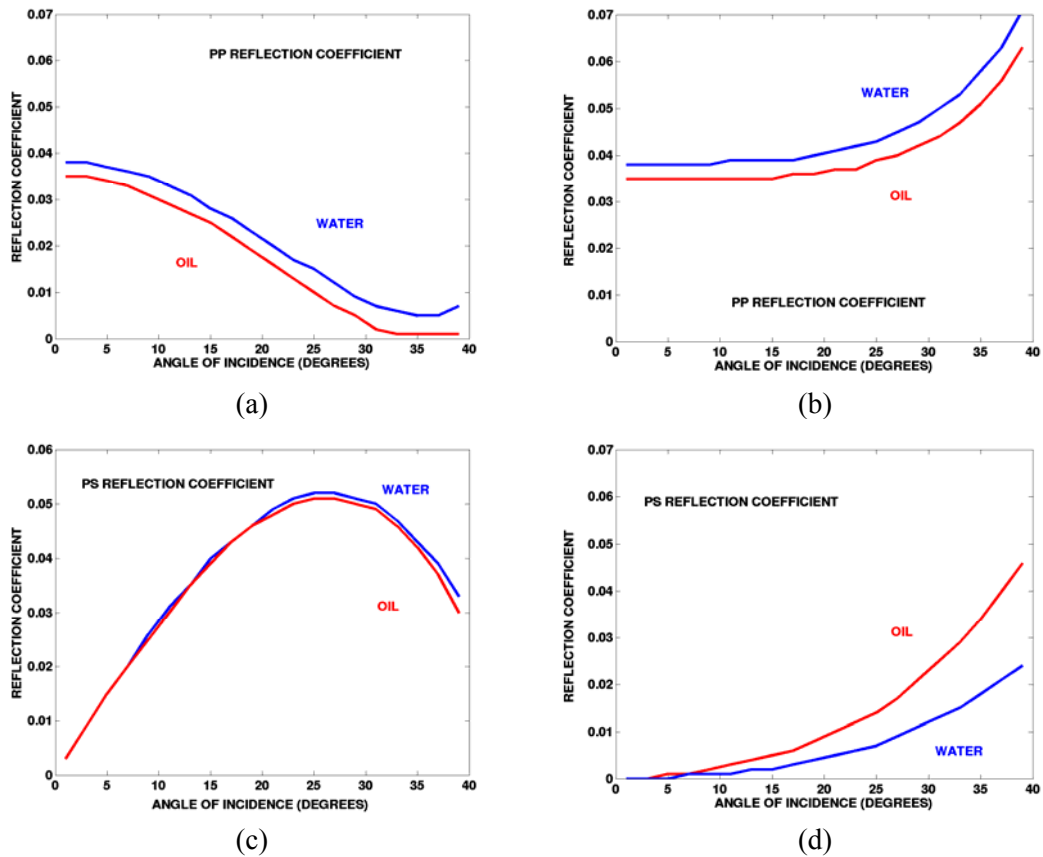 0.07
0.06
0.05
0.04
0.03
0.02
0.01
0
REFLECTION COEFFICIENT
PP REFLECTION COEFFICIENT
WATER
OIL
0 5 10 15 20 25 30 35 40
ANGLE OF INCIDENCE (DEGREES)
(a)
0.07
0.06
0.05
0.04
0.03
0.02
0.01
0
REFLECTION COEFFICIENT
WATER
OIL
PP REFLECTION COEFFICIENT
0 5 10 15 20 25 30 35 40
ANGLE OF INCIDENCE (DEGREES)
(b)
0.06
0.05
0.04
0.03
0.02
0.01
0
REFLECTION COEFFICIENT
PS REFLECTION COEFFICIENT
WATER
OIL
0 5 10 15 20 25 30 35 40
ANGLE OF INCIDENCE (DEGREES)
(c)
0.07
0.06
0.05
0.04
0.03
0.02
0.01
0
REFLECTION COEFFICIENT
PS REFLECTION COEFFICIENT
OIL
WATER
0 5 10 15 20 25 30 35 40
ANGLE OF INCIDENCE (DEGREES)
(d)